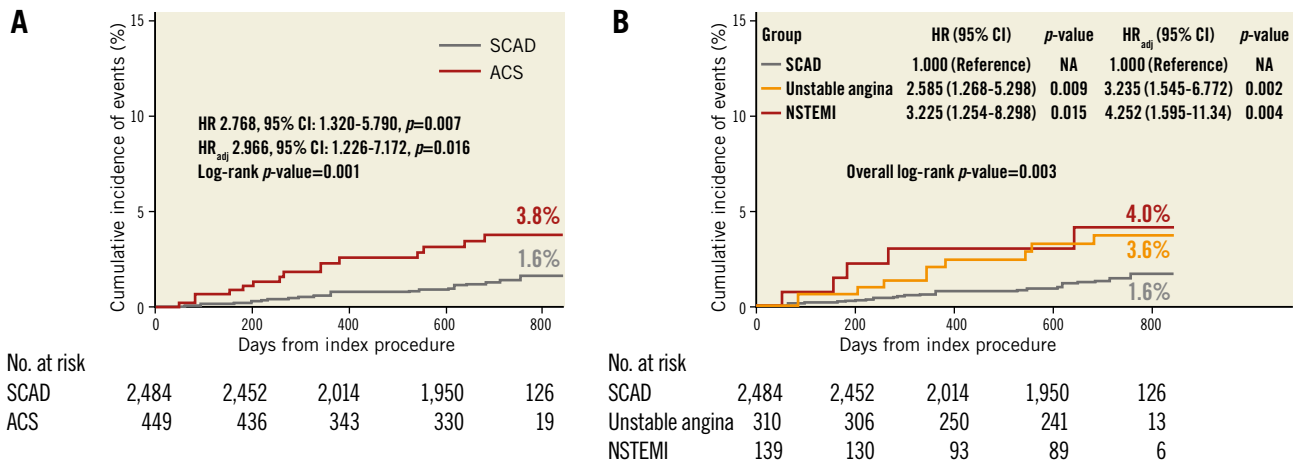 A
Cumulative incidence of events (%)
15
10
5
0
SCAD
ACS
HR 2.768, 95% CI: 1.320-5.790, p=0.007
HRadj 2.966, 95% CI: 1.226-7.172, p=0.016
Log-rank p-value=0.001
3.8%
1.6%
0 200 400 600 800
Days from index procedure
No. at risk
SCAD 2,484 2,452 2,014 1,950 126
ACS 449 436 343 330 19
B
Cumulative incidence of events (%)
15
10
5
0
Group HR (95% CI) p-value HRadj (95% CI) p-value
SCAD 1.000 (Reference) NA 1.000 (Reference) NA
Unstable angina 2.585 (1.268-5.298) 0.009 3.235 (1.545-6.772) 0.002
NSTEMI 3.225 (1.254-8.298) 0.015 4.252 (1.595-11.34) 0.004
Overall log-rank p-value=0.003
4.0%
3.6%
1.6%
0 200 400 600 800
Days from index procedure
No. at risk
SCAD 2,484 2,452 2,014 1,950 126
Unstable angina 310 306 250 241 13
NSTEMI 139 130 93 89 6